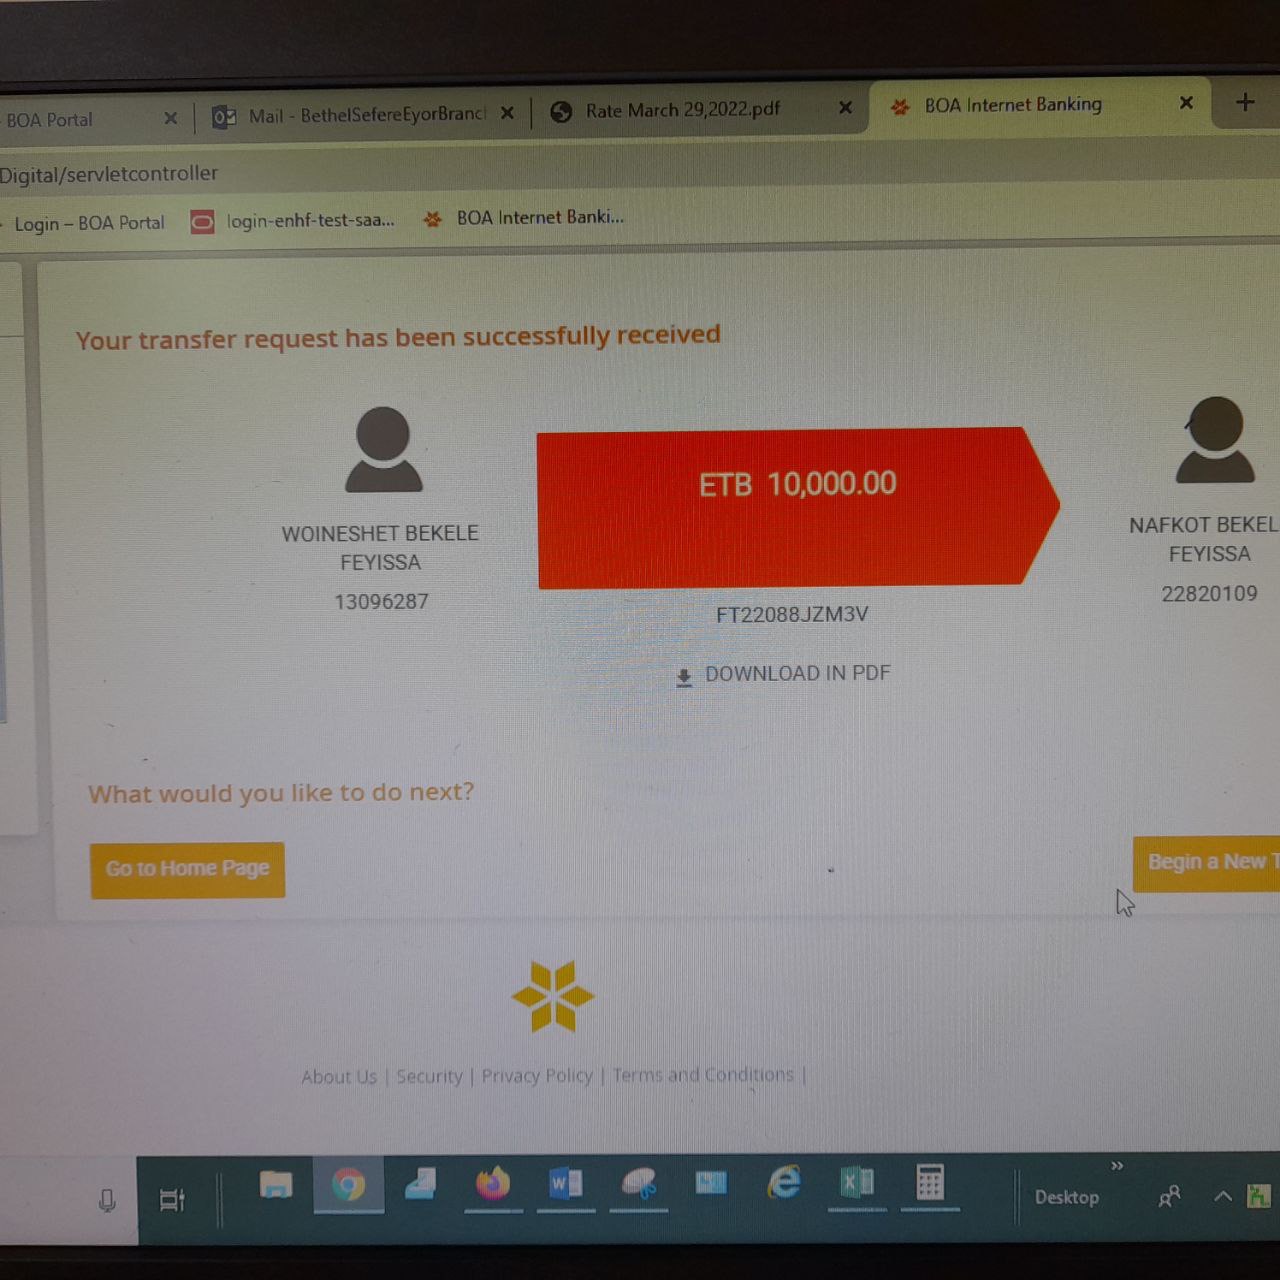 BOA Portal
Mail - BethelSefereEyorBranc
Rate March 29,2022.pdf
BOA Internet Banking
Digital/servletcontroller
Login – BOA Portal
login-enhf-test-saa...
BOA Internet Banki...
Your transfer request has been successfully received
WOINESHET BEKELE
FEYISSA
13096287
ETB 10,000.00
FT22088JZM3V
DOWNLOAD IN PDF
NAFKOT BEKEL
FEYISSA
22820109
What would you like to do next?
Go to Home Page
Begin a New T
About Us | Security | Privacy Policy | Terms and Conditions |
Desktop